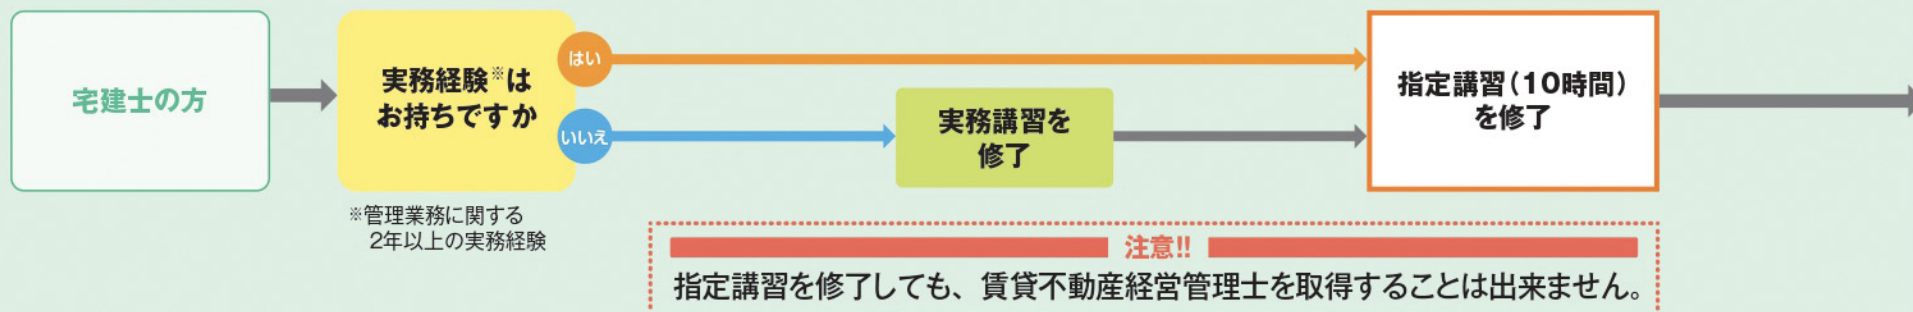 宅建士の方
実務経験※は
お持ちですか
はい
いいえ
※管理業務に関する
2年以上の実務経験
実務講習を
修了
指定講習(10時間)
を修了
注意!!
指定講習を修了しても、賃貸不動産経営管理士を取得することは出来ません。